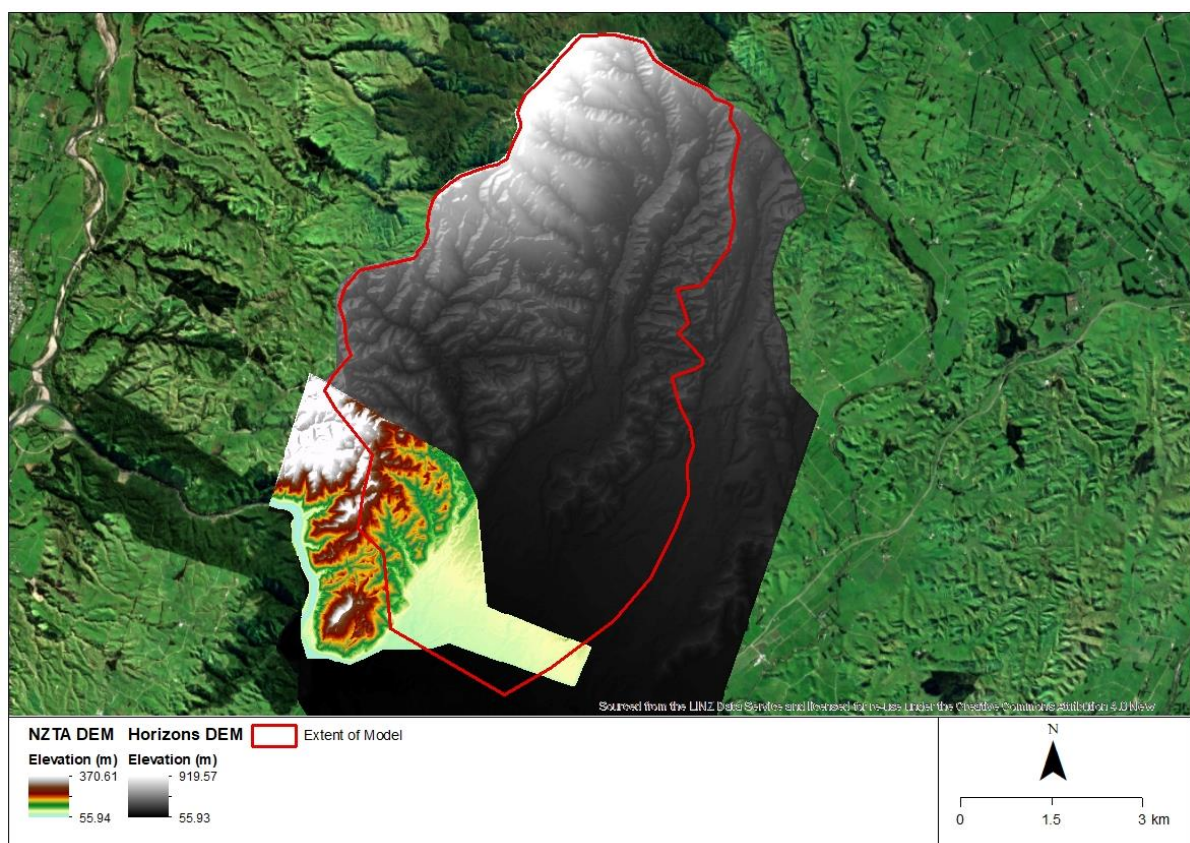 Sourced from the LINZ Data Service and licensed for re-use under the Creative Commons Attribution 4.0 New
NZTA DEM Horizons DEM Extent of Model
Elevation (m) Elevation (m)
370.61 919.57
55.94 55.93
N
0 1.5 3 km